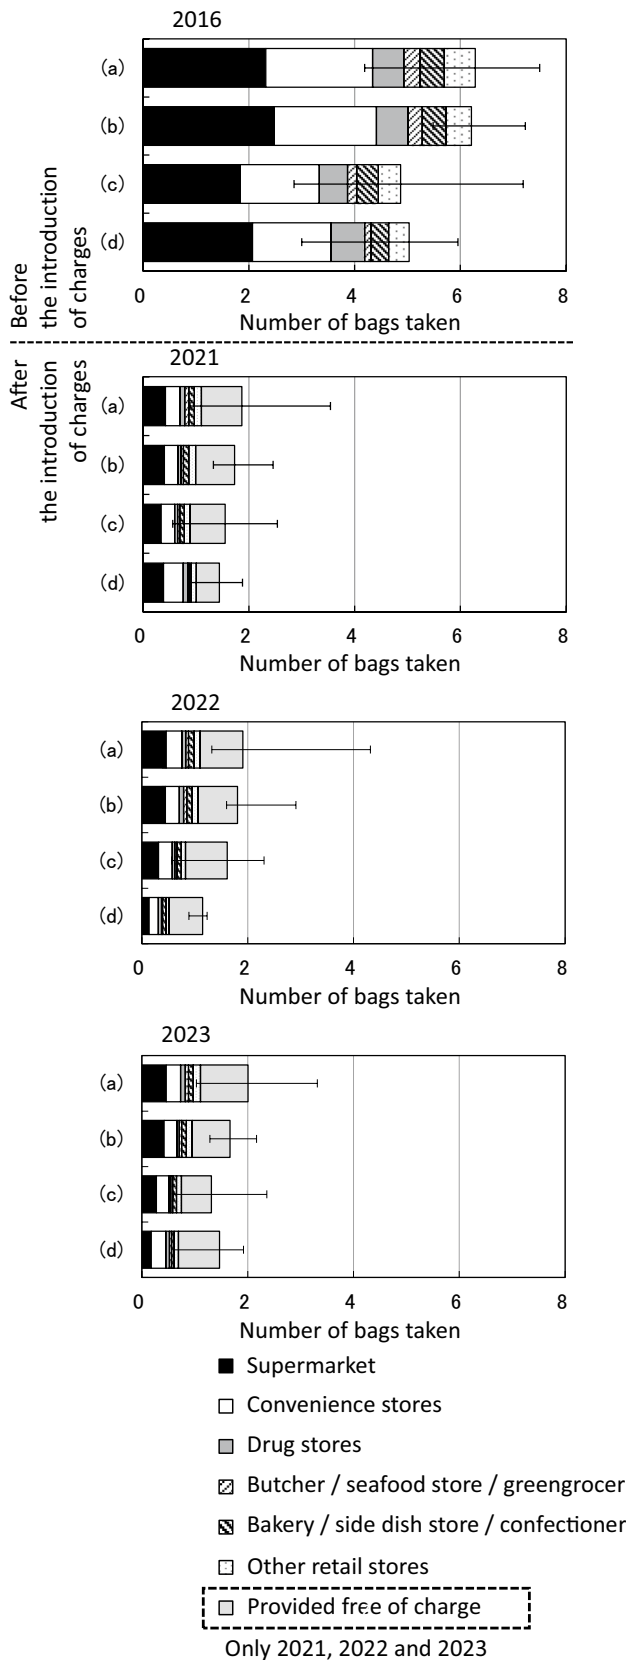 2016
(a)
(b)
(c)
(d)
0 2 4 6 8
Number of bags taken
Before
the introduction
of charges
After
the introduction
of charges
2021
(a)
(b)
(c)
(d)
0 2 4 6 8
Number of bags taken
2022
(a)
(b)
(c)
(d)
0 2 4 6 8
Number of bags taken
2023
(a)
(b)
(c)
(d)
0 2 4 6 8
Number of bags taken
Supermarket
Convenience stores
Drug stores
Butcher / seafood store / greengrocer
Bakery / side dish store / confectioner
Other retail stores
Provided free of charge
Only 2021, 2022 and 2023